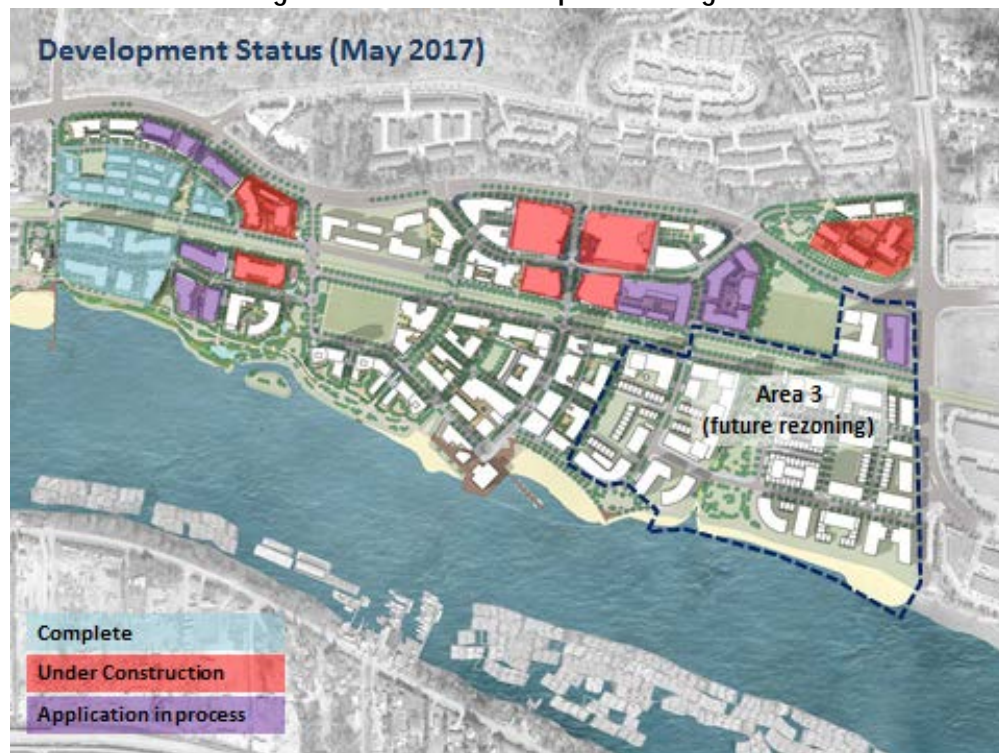 Development Status (May 2017)
Area 3
(future rezoning)
Complete
Under Construction
Application in process